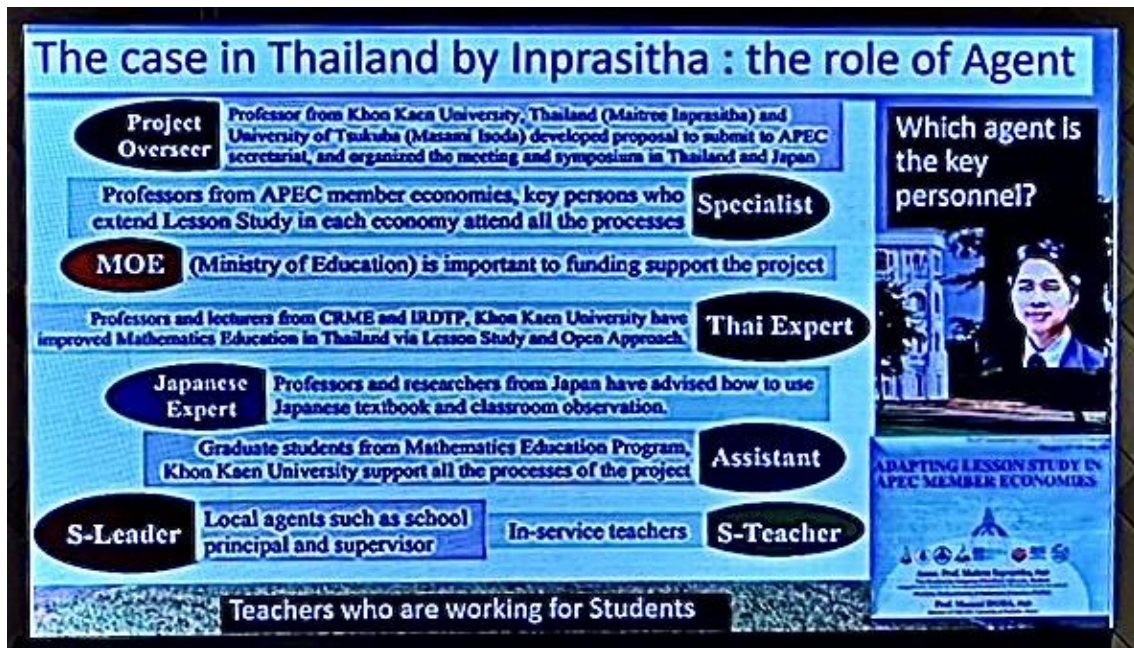 The case in Thailand by Inprasitha : the role of Agent
Project
Overseer
Professor from Khon Kaen University, Thailand (Maitree Inprasitha) and
University of Tsukuba (Masami Isoda) developed proposal to submit to APEC
secretariat, and organized the meeting and symposium in Thailand and Japan
Professors from APEC member economies, key persons who
extend Lesson Study in each economy attend all the processes
Specialist
MOE
(Ministry of Education) is important to funding support the project
Professors and lecturers from CRME and IRDTP, Khon Kaen University have
improved Mathematics Education in Thailand via Lesson Study and Open Approach.
Thai Expert
Japanese
Expert
Professors and researchers from Japan have advised how to use
Japanese textbook and classroom observation.
Graduate students from Mathematics Education Program,
Khon Kaen University support all the processes of the project
Assistant
S-Leader
Local agents such as school
principal and supervisor
In-service teachers
S-Teacher
Teachers who are working for Students
Which agent is
the key
personnel?
ADAPTING LESSON STUDY IN
APEC MEMBER ECONOMIES